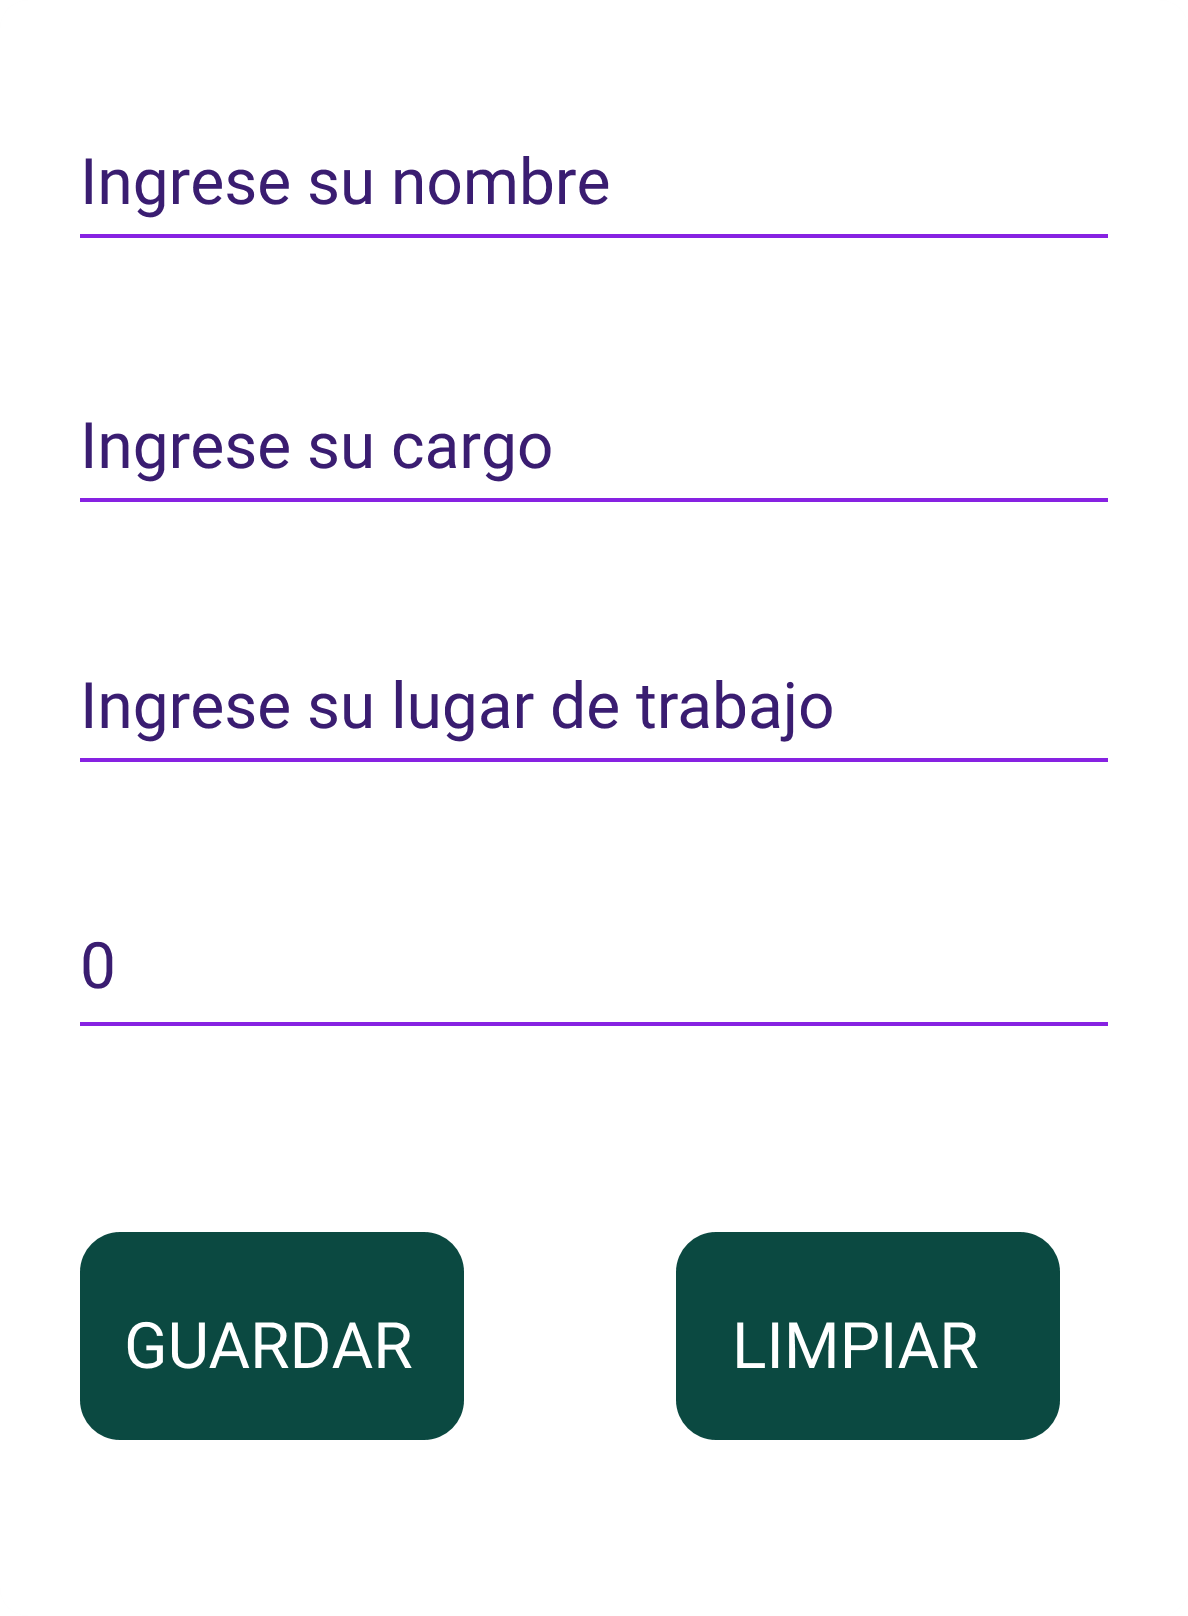 Ingrese su nombre
Ingrese su cargo
Ingrese su lugar de trabajo
0
GUARDAR LIMPIAR